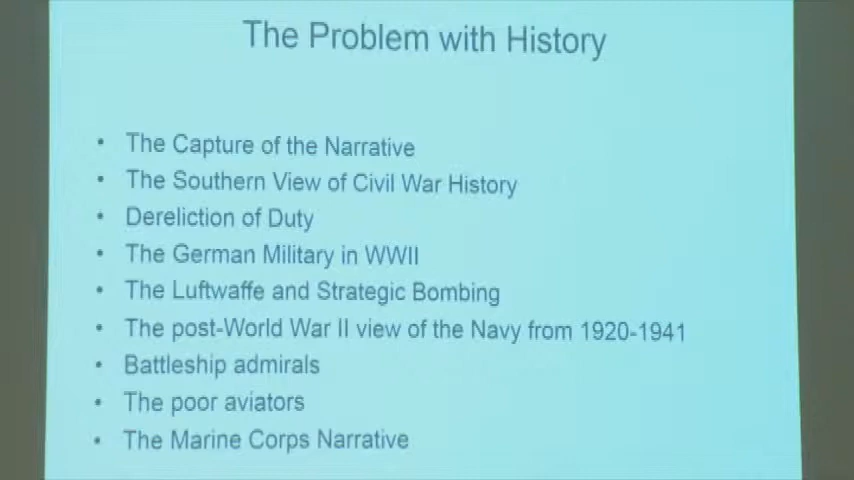 The Problem with History
• The Capture of the Narrative
• The Southern View of Civil War History
• Dereliction of Duty
• The German Military in WWII
• The Luftwaffe and Strategic Bombing
• The post-World War II view of the Navy from 1920-1941
• Battleship admirals
• The poor aviators
• The Marine Corps Narrative